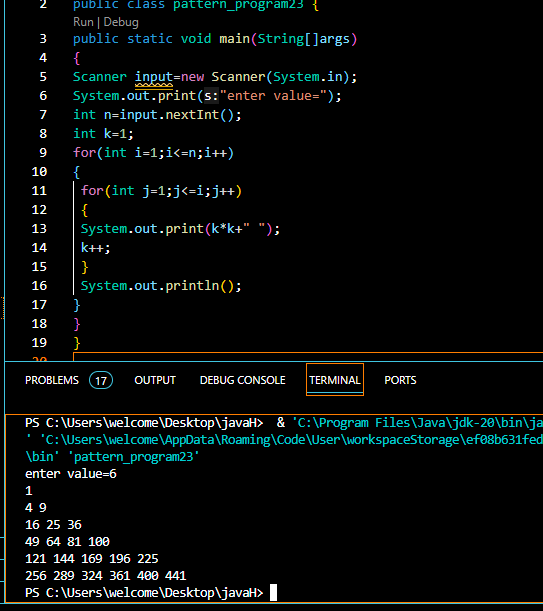 2 public class pattern_program23 {
Run | Debug
3 public static void main(String[]args)
4 {
5 Scanner input=new Scanner(System.in);
6 System.out.print(s:"enter value=");
7 int n=input.nextInt();
8 int k=1;
9 for(int i=1;i<=n;i++)
10 {
11 for(int j=1;j<=i;j++)
12 {
13 System.out.print(k*k+" ");
14 k++;
15 }
16 System.out.println();
17 }
18 }
19 }
20
PROBLEMS 17 OUTPUT DEBUG CONSOLE TERMINAL PORTS
PS C:\Users\welcome\Desktop\javaH>  & 'C:\Program Files\Java\jdk-20\bin\ja
' 'C:\Users\welcome\AppData\Roaming\Code\User\workspaceStorage\ef08b631fed
\bin' 'pattern_program23'
enter value=6
1
4 9
16 25 36
49 64 81 100
121 144 169 196 225
256 289 324 361 400 441
PS C:\Users\welcome\Desktop\javaH>